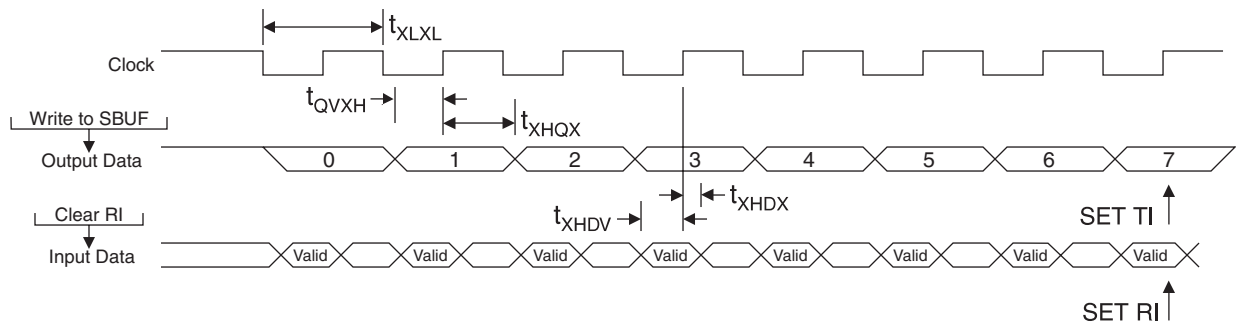 tXLXL
Clock
tQVXH
Write to SBUF
tXHQX
Output Data
0 1 2 3 4 5 6 7
tXHDX
Clear RI
tXHDV
SET TI
Input Data
Valid Valid Valid Valid Valid Valid Valid Valid
SET RI